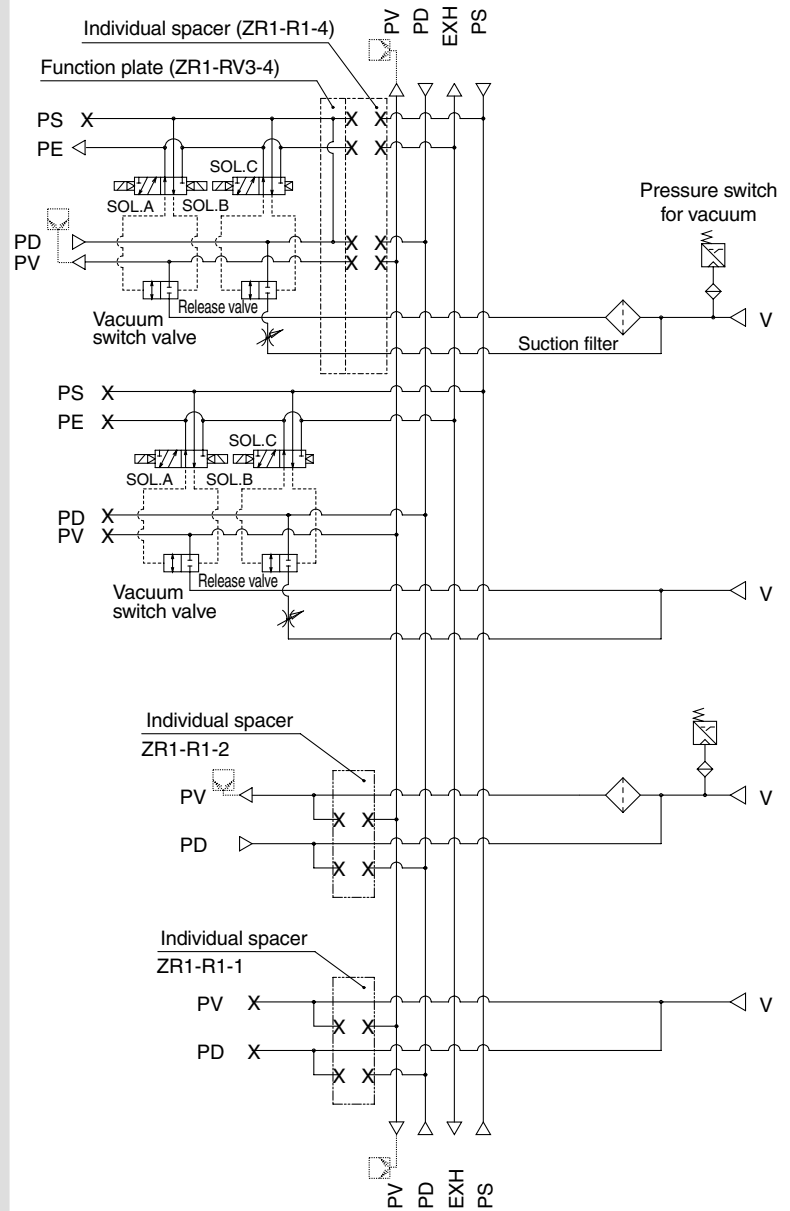 PV PD EXH PS
Individual spacer (ZR1-R1-4)
Function plate (ZR1-RV3-4)
PS X
PE
SOL.C
SOL.A SOL.B
Pressure switch
for vacuum
PD
PV
Release valve
Vacuum
switch valve
V
Suction filter
PS X
PE X
SOL.C
SOL.A SOL.B
PD X
PV X
Release valve
Vacuum
switch valve
V
Individual spacer
ZR1-R1-2
PV
V
PD
Individual spacer
ZR1-R1-1
PV X
V
PD X
PV PD EXH PS